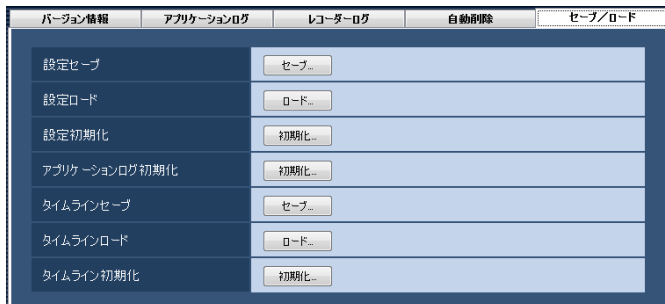 バージョン情報
アプリケーションログ
レコーダーログ
自動削除
セーブ／ロード
設定セーブ
セーブ...
設定ロード
ロード...
設定初期化
初期化...
アプリケーションログ初期化
初期化...
タイムラインセーブ
セーブ...
タイムラインロード
ロード...
タイムライン初期化
初期化...